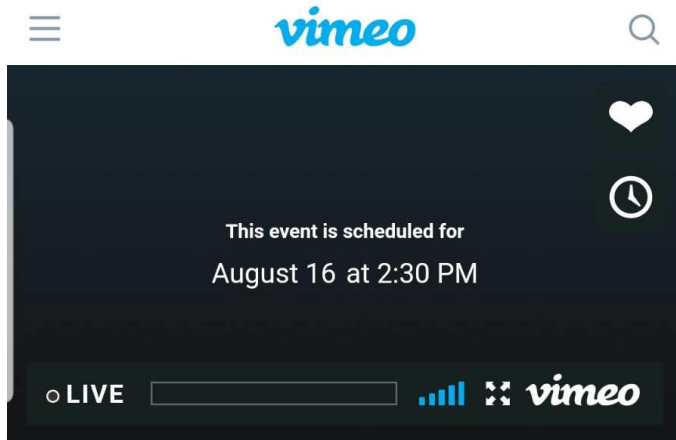 vimeo
This event is scheduled for
August 16 at 2:30 PM
LIVE vimeo